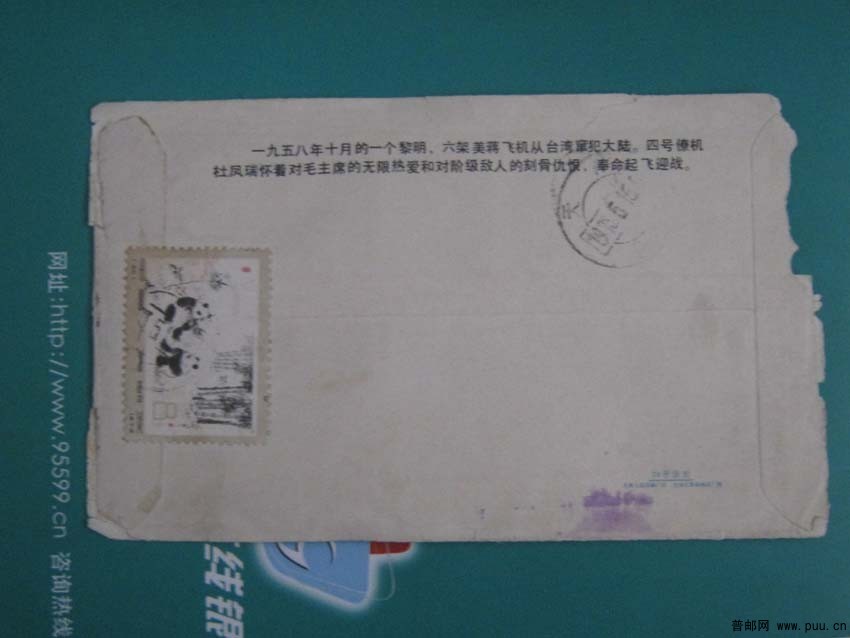 一九五八年十月的一个黎明，六架美蒋飞机从台湾窜犯大陆。四号僚机
杜凤瑞怀着对毛主席的无限热爱和对阶级敌人的刻骨仇恨，奉命起飞迎战。
天
网址:http://www.95599.cn 咨询热线
线银
普邮网 www.puu.cn